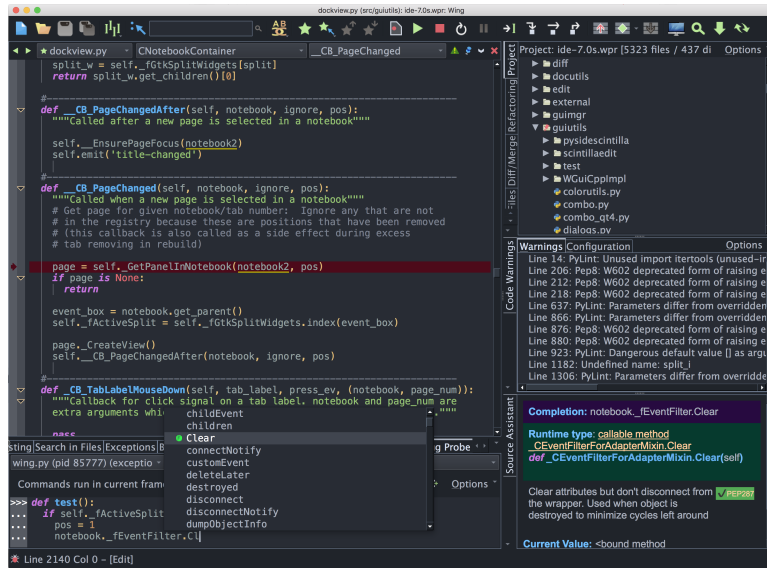 dockview.py (src/guiutils): ide-7.0s.wpr: Wing
dockview.py
CNotebookContainer
__CB_PageChanged
split_w = self._fGtkSplitWidgets[split]
return split_w.get_children()[0]
#----------------------------------------------------------------------
def __CB_PageChangedAfter(self, notebook, ignore, pos):
"""Called after a new page is selected in a notebook"""
self.__EnsurePageFocus(notebook2)
self.emit('title-changed')
#----------------------------------------------------------------------
def __CB_PageChanged(self, notebook, ignore, pos):
"""Called when a new page is selected in a notebook"""
# Get page for given notebook/tab number:  Ignore any that are not
# in the registry because these are positions that have been removed
# (this callback is also called as a side effect during excess
# tab removing in rebuild)
page = self._GetPanelInNotebook(notebook2, pos)
if page is None:
return
event_box = notebook.get_parent()
self._fActiveSplit = self._fGtkSplitWidgets.index(event_box)
page._CreateView()
self.__CB_PageChangedAfter(notebook, ignore, pos)
#----------------------------------------------------------------------
def _CB_TabLabelMouseDown(self, tab_label, press_ev, (notebook, page_num)):
"""Callback for click signal on a tab label. notebook and page_num are
extra arguments whi
."""
pass
childEvent
children
Clear
connectNotify
customEvent
deleteLater
destroyed
disconnect
disconnectNotify
dumpObjectInfo
sting Search in Files Exceptions B
g Probe
wing.py (pid 85777) (exceptio
Commands run in current fram
Options
>>> def test():
... if self._fActiveSplit
... pos = 1
... notebook._fEventFilter.Cl
Line 2140 Col 0 - [Edit]
Project
Refactoring
Diff/Merge
Files
Project: ide-7.0s.wpr [5323 files / 437 di
Options
diff
docutils
edit
external
guimgr
guiutils
pysidescintilla
scintillaedit
test
WGuiCppImpl
colorutils.py
combo.py
combo_qt4.py
dialogs.py
Code Warnings
Warnings Configuration
Options
Line 14: PyLint: Unused import itertools (unused-ir
Line 206: Pep8: W602 deprecated form of raising e
Line 212: Pep8: W602 deprecated form of raising e
Line 218: Pep8: W602 deprecated form of raising e
Line 637: PyLint: Parameters differ from overridden
Line 866: PyLint: Parameters differ from overridden
Line 876: Pep8: W602 deprecated form of raising e
Line 880: Pep8: W602 deprecated form of raising e
Line 923: PyLint: Dangerous default value [] as argu
Line 1182: Undefined name: split_i
Line 1306: PyLint: Parameters differ from overridde
Source Assistant
Completion: notebook._fEventFilter.Clear
Runtime type: callable method
_CEventFilterForAdapterMixin.Clear
def _CEventFilterForAdapterMixin.Clear(self)
Clear attributes but don't disconnect from
PEP287
the wrapper. Used when object is
destroyed to minimize cycles left around
Current Value: <bound method